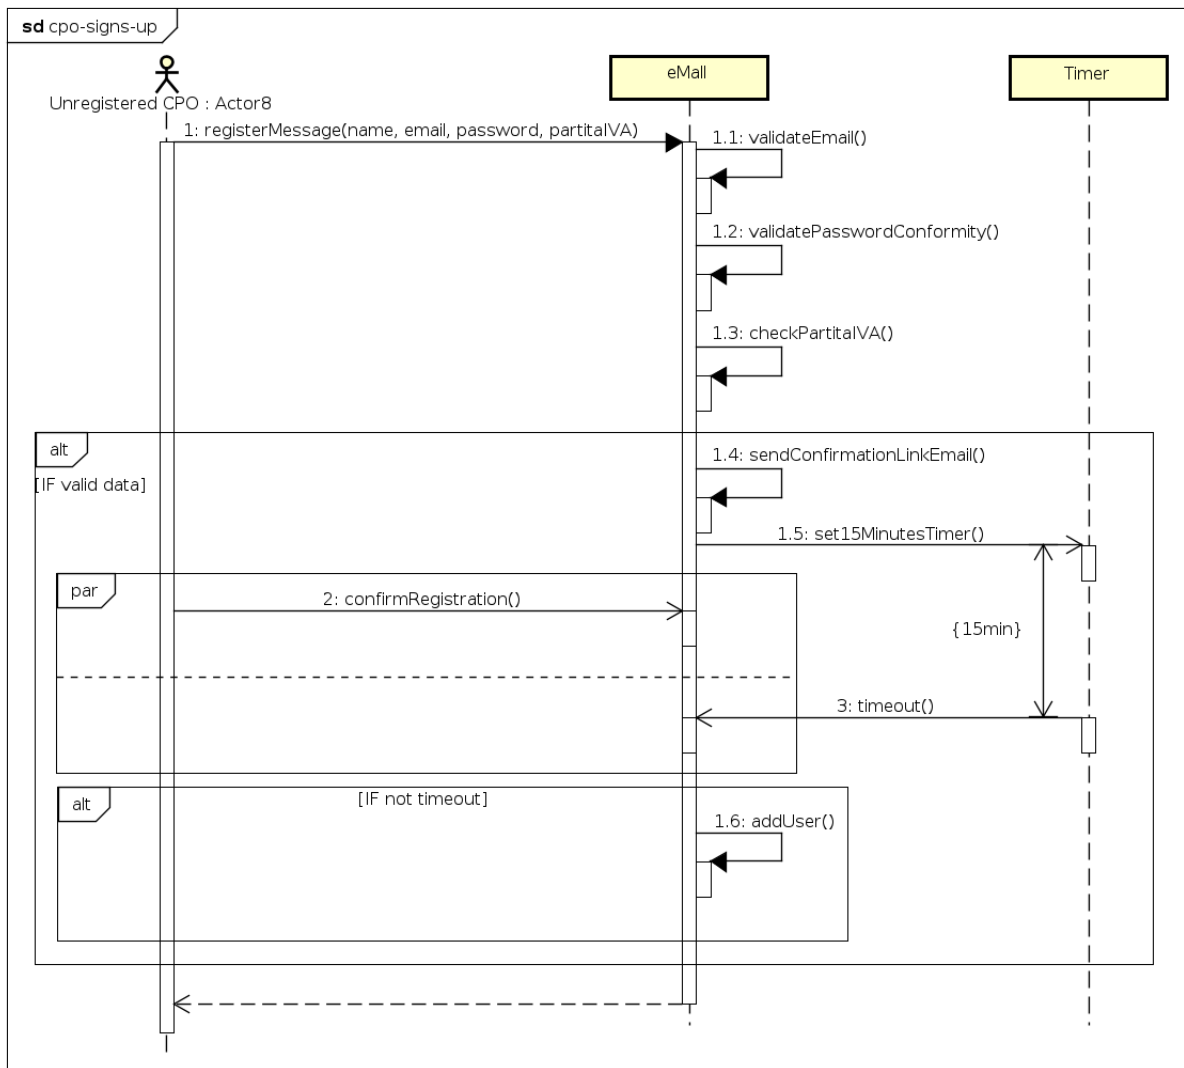 sd cpo-signs-up
Unregistered CPO : Actor8
eMall
Timer
1: registerMessage(name, email, password, partitaIVA)
1.1: validateEmail()
1.2: validatePasswordConformity()
1.3: checkPartitaIVA()
alt
[IF valid data]
1.4: sendConfirmationLinkEmail()
1.5: set15MinutesTimer()
par
2: confirmRegistration()
{15min}
3: timeout()
alt
[IF not timeout]
1.6: addUser()